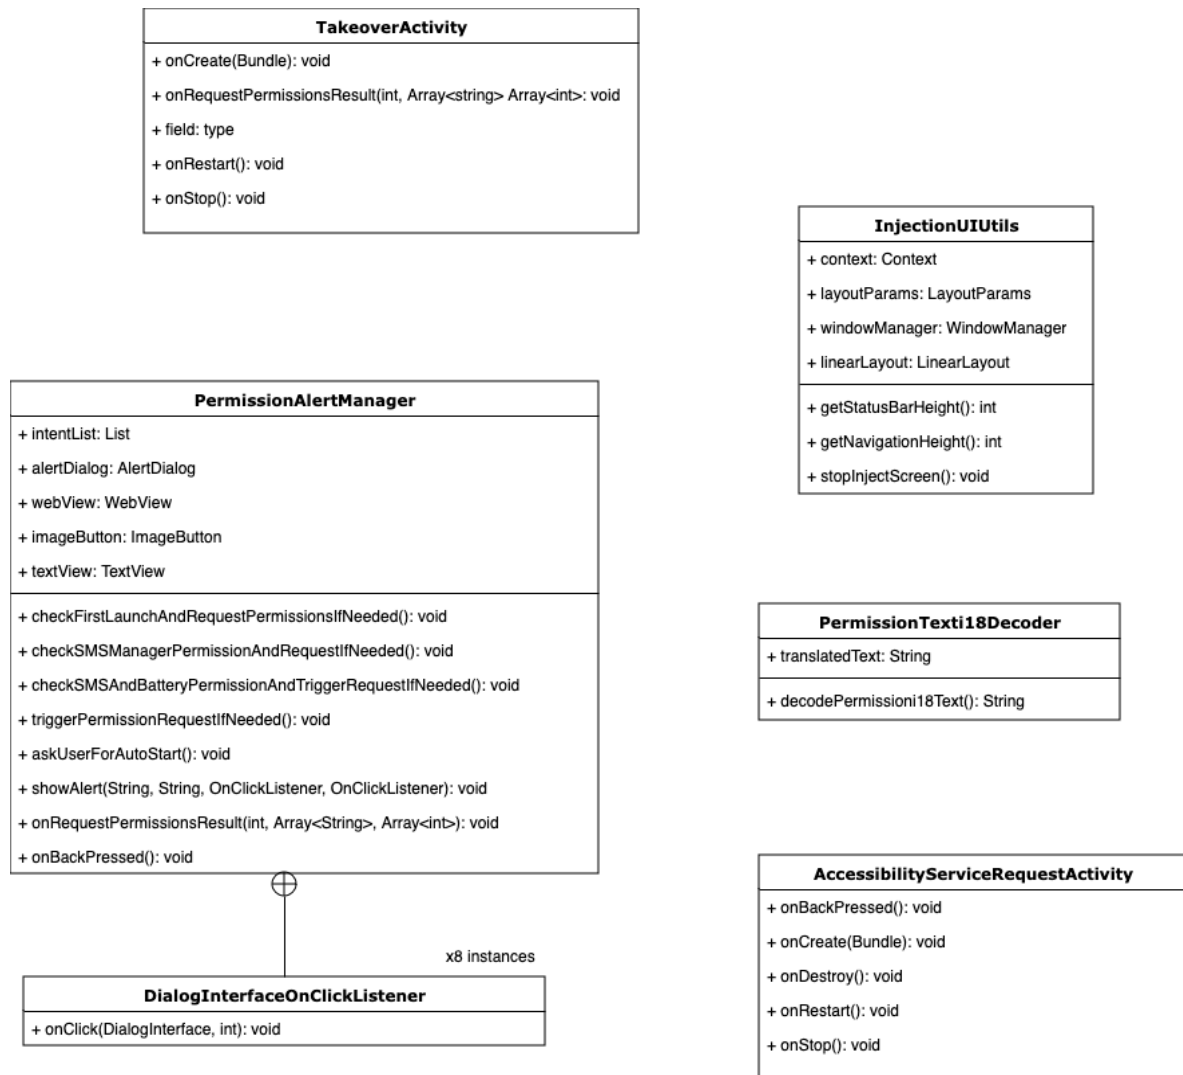 TakeoverActivity
+ onCreate(Bundle): void
+ onRequestPermissionsResult(int, Array<string> Array<int>: void
+ field: type
+ onRestart(): void
+ onStop(): void
InjectionUIUtils
+ context: Context
+ layoutParams: LayoutParams
+ windowManager: WindowManager
+ linearLayout: LinearLayout
+ getStatusBarHeight(): int
+ getNavigationHeight(): int
+ stopInjectScreen(): void
PermissionAlertManager
+ intentList: List
+ alertDialog: AlertDialog
+ webView: WebView
+ imageButton: ImageButton
+ textView: TextView
+ checkFirstLaunchAndRequestPermissionsIfNeeded(): void
+ checkSMSManagerPermissionAndRequestIfNeeded(): void
+ checkSMSAndBatteryPermissionAndTriggerRequestIfNeeded(): void
+ triggerPermissionRequestIfNeeded(): void
+ askUserForAutoStart(): void
+ showAlert(String, String, OnClickListener, OnClickListener): void
+ onRequestPermissionsResult(int, Array<String>, Array<int>): void
+ onBackPressed(): void
PermissionTexti18Decoder
+ translatedText: String
+ decodePermissioni18Text(): String
x8 instances
DialogInterfaceOnClickListener
+ onClick(DialogInterface, int): void
AccessibilityServiceRequestActivity
+ onBackPressed(): void
+ onCreate(Bundle): void
+ onDestroy(): void
+ onRestart(): void
+ onStop(): void